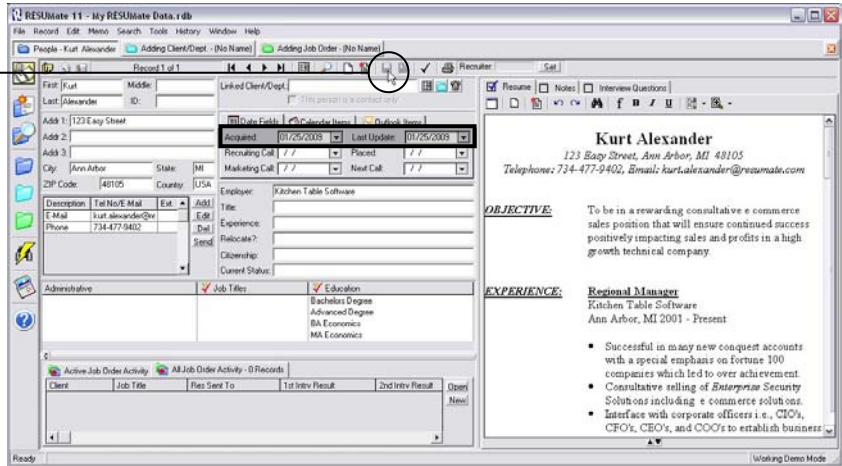 RESUMate 11 - My RESUMate Data.rdb
File Record Edit Memo Search Tools History Window Help
People - Kurt Alexander Adding Client/Dept. - (No Name) Adding Job Order - (No Name)
Record 1 of 1 Recruiter: Set
First: Kurt Middle: Linked Client/Dept.:
Last: Alexander ID: This person is a contact only
Addr 1: 123 Easy Street Date Fields Calendar Items Outlook Items
Addr 2: Acquired: 01/25/2009 Last Update: 01/25/2009
Addr 3: Recruiting Call: / / Placed: / /
City: Ann Arbor State: MI Marketing Call: / / Next Call: / /
ZIP Code: 48105 Country: USA
Employer: Kitchen Table Software
Description Tel No/E-Mail Ext Add Title:
E-Mail kurt.alexander@re Edit
Phone 734-477-9402 Del Experience:
Send Relocate?:
Citizenship:
Current Status:
Administrative Job Titles Education
Bachelors Degree
Advanced Degree
BA Economics
MA Economics
Active Job Order Activity All Job Order Activity - 0 Records
Client Job Title Res Sent To 1st Intrv Result 2nd Intrv Result Open
New
Resume Notes Interview Questions
f B I U
Kurt Alexander
123 Easy Street, Ann Arbor, MI 48105
Telephone: 734-477-9402, Email: kurt.alexander@resumate.com
OBJECTIVE: To be in a rewarding consultative e commerce
sales position that will ensure continued success
positively impacting sales and profits in a high
growth technical company.
EXPERIENCE: Regional Manager
Kitchen Table Software
Ann Arbor, MI 2001 - Present
• Successful in many new conquest accounts
with a special emphasis on fortune 100
companies which led to over achievement.
• Consultative selling of Enterprise Security
Solutions including e commerce solutions.
• Interface with corporate officers i.e., CIO's,
CFO's, CEO's, and COO's to establish business
Ready Working Demo Mode